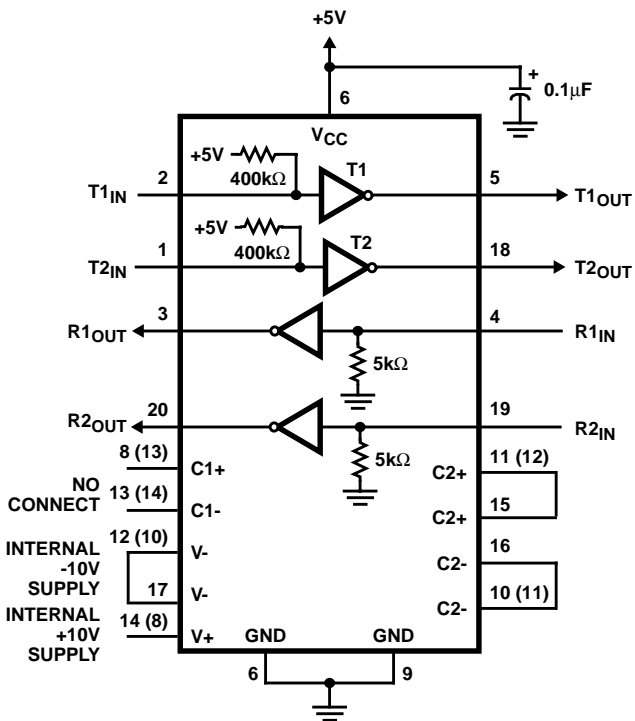 +5V
6
+
0.1μF
VCC
+5V
400kΩ
T1
2
T1IN
5
T1OUT
+5V
400kΩ
T2
1
T2IN
18
T2OUT
3
R1OUT
4
R1IN
5kΩ
20
R2OUT
19
R2IN
5kΩ
8 (13)
C1+
NO
CONNECT
13 (14)
C1-
12 (10)
V-
INTERNAL
-10V
SUPPLY
17
V-
INTERNAL
+10V
SUPPLY
14 (8)
V+
11 (12)
C2+
15
C2+
16
C2-
10 (11)
C2-
GND
GND
6
9